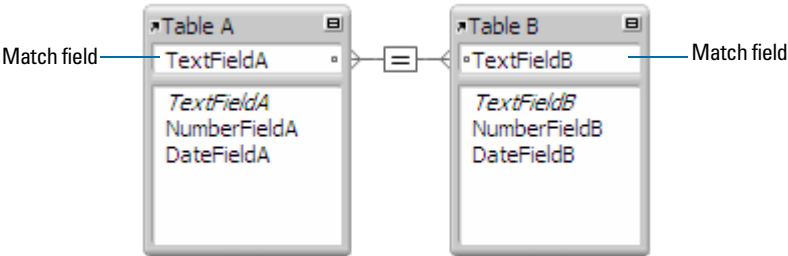 Table A
Match field
TextFieldA
TextFieldA
NumberFieldA
DateFieldA
=
Table B
TextFieldB
Match field
TextFieldB
NumberFieldB
DateFieldB